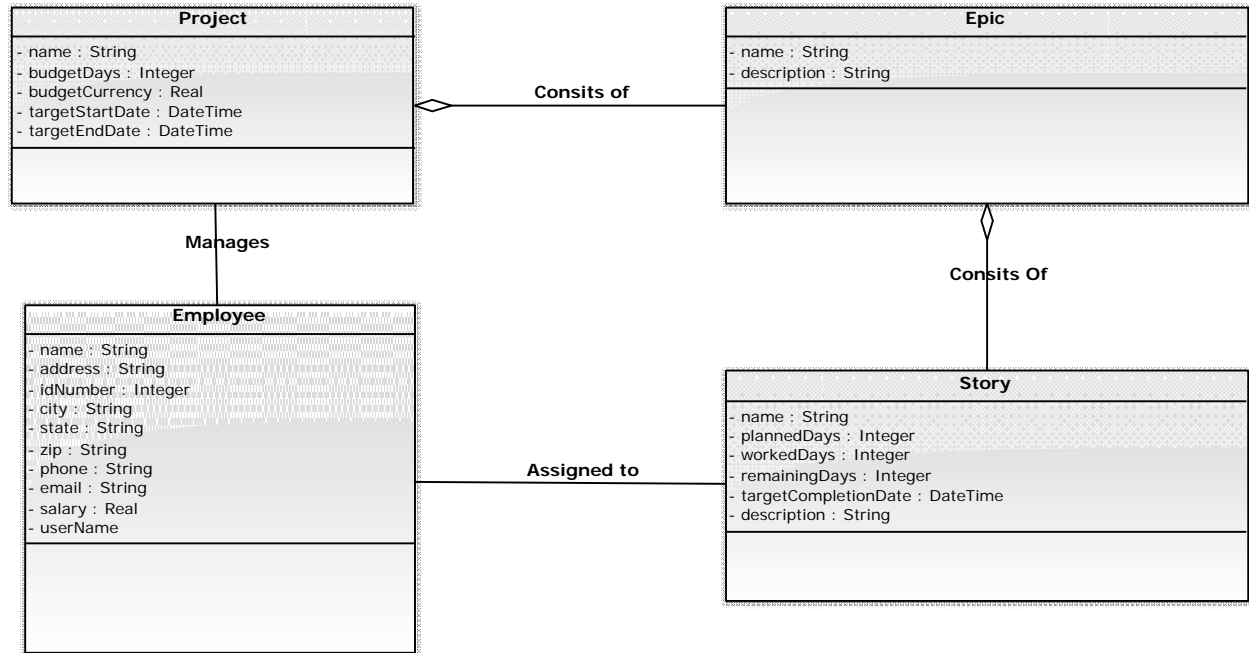 Project
- name : String
- budgetDays : Integer
- budgetCurrency : Real
- targetStartDate : DateTime
- targetEndDate : DateTime
Consits of
Epic
- name : String
- description : String
Manages
Consits Of
Employee
- name : String
- address : String
- idNumber : Integer
- city : String
- state : String
- zip : String
- phone : String
- email : String
- salary : Real
- userName
Assigned to
Story
- name : String
- plannedDays : Integer
- workedDays : Integer
- remainingDays : Integer
- targetCompletionDate : DateTime
- description : String